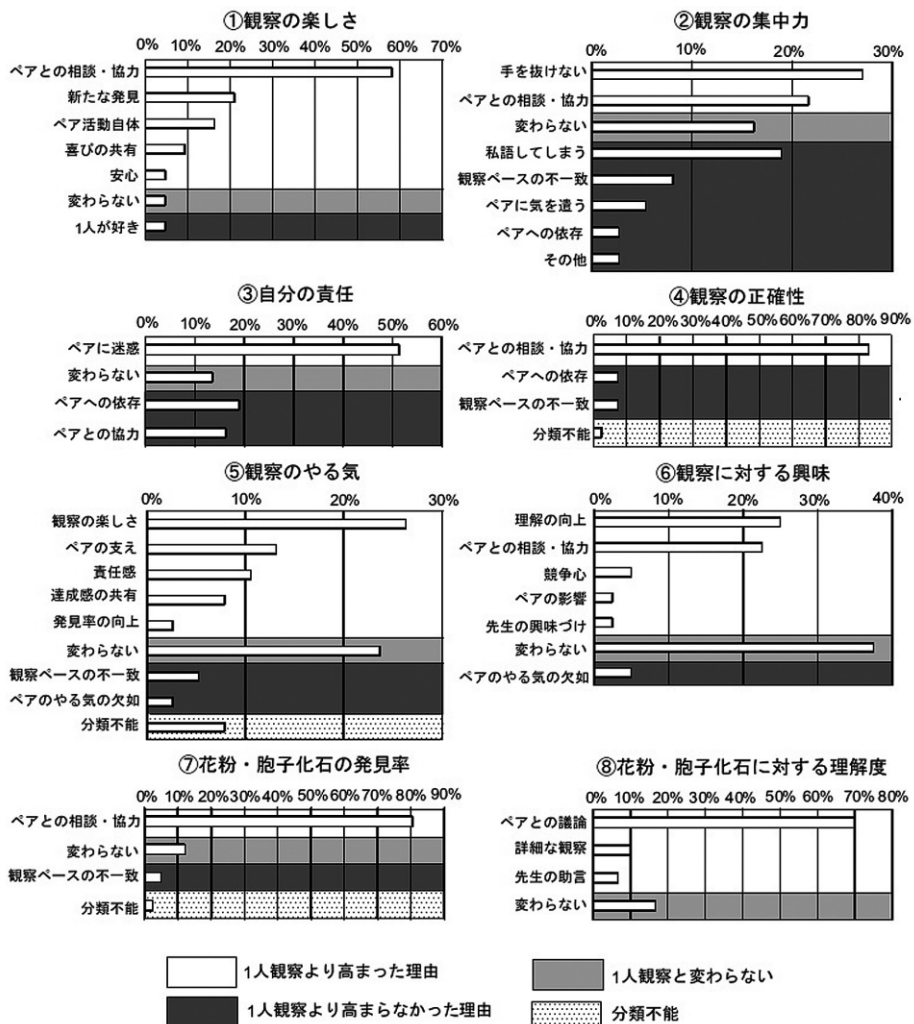 ①観察の楽しさ
0% 10% 20% 30% 40% 50% 60% 70%
ペアとの相談・協力
新たな発見
ペア活動自体
喜びの共有
安心
変わらない
1人が好き
②観察の集中力
0% 10% 20% 30%
手を抜けない
ペアとの相談・協力
変わらない
私語してしまう
観察ペースの不一致
ペアに気を遣う
ペアへの依存
その他
③自分の責任
0% 10% 20% 30% 40% 50% 60%
ペアに迷惑
変わらない
ペアへの依存
ペアとの協力
④観察の正確性
0% 10% 20% 30% 40% 50% 60% 70% 80% 90%
ペアとの相談・協力
ペアへの依存
観察ペースの不一致
分類不能
⑤観察のやる気
0% 10% 20% 30%
観察の楽しさ
ペアの支え
責任感
達成感の共有
発見率の向上
変わらない
観察ペースの不一致
ペアのやる気の欠如
分類不能
⑥観察に対する興味
0% 10% 20% 30% 40%
理解の向上
ペアとの相談・協力
競争心
ペアの影響
先生の興味づけ
変わらない
ペアのやる気の欠如
⑦花粉・胞子化石の発見率
0% 10% 20% 30% 40% 50% 60% 70% 80% 90%
ペアとの相談・協力
変わらない
観察ペースの不一致
分類不能
⑧花粉・胞子化石に対する理解度
0% 10% 20% 30% 40% 50% 60% 70% 80%
ペアとの議論
詳細な観察
先生の助言
変わらない
1人観察より高まった理由
1人観察と変わらない
1人観察より高まらなかった理由
分類不能